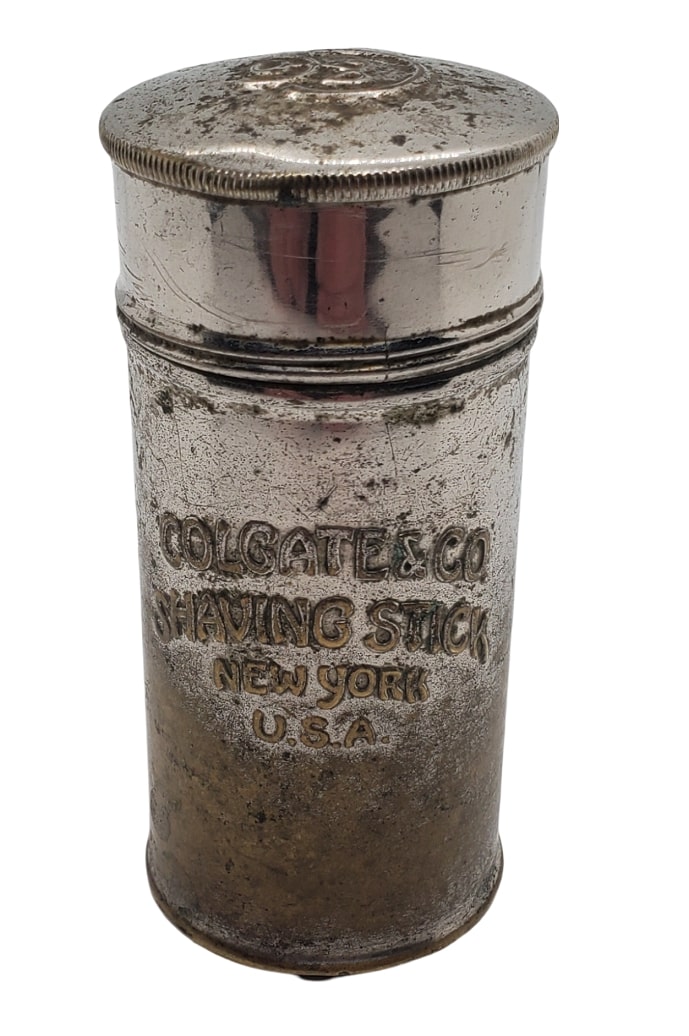 COLGATE & CO
SHAVING STICK
NEW YORK
U.S.A.